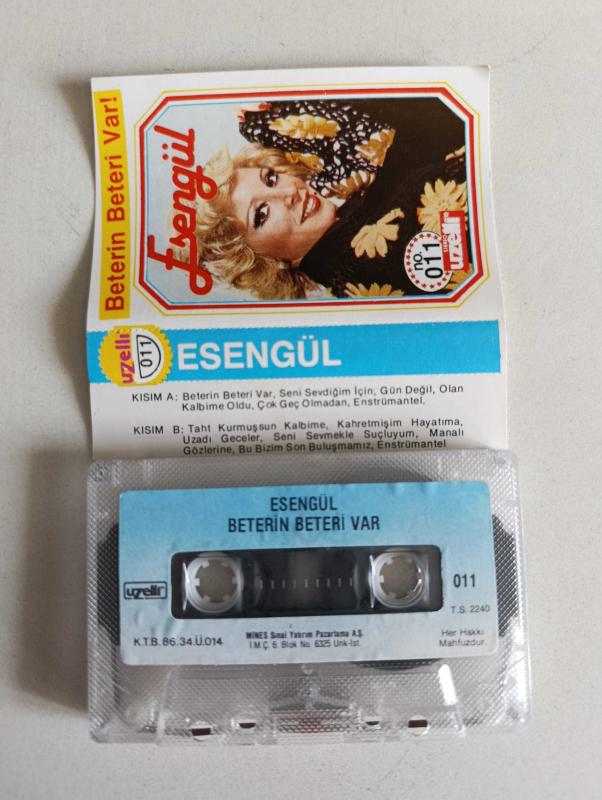 Beterin Beteri Var!
Esengül
no.
011
uzelli
uzelli
011
ESENGÜL
KISIM A: Beterin Beteri Var, Seni Sevdiğim İçin, Gün Değil, Olan
Kalbime Oldu, Çok Geç Olmadan, Enstrümantel.
KISIM B: Taht Kurmuşsun Kalbime, Kahretmişim Hayatıma,
Uzadı Geceler, Seni Sevmekle Suçluyum, Manalı
Gözlerine, Bu Bizim Son Buluşmamız, Enstrümantel
ESENGÜL
BETERİN BETERİ VAR
uzelli
011
T.S. 2240
K.T.B. 86.34.Ü.014
MİNES Sınai Yatırım Pazarlama A.Ş.
İ.M.Ç. 6. Blok No. 6325 Unk-İst.
Her Hakkı
Mahfuzdur.